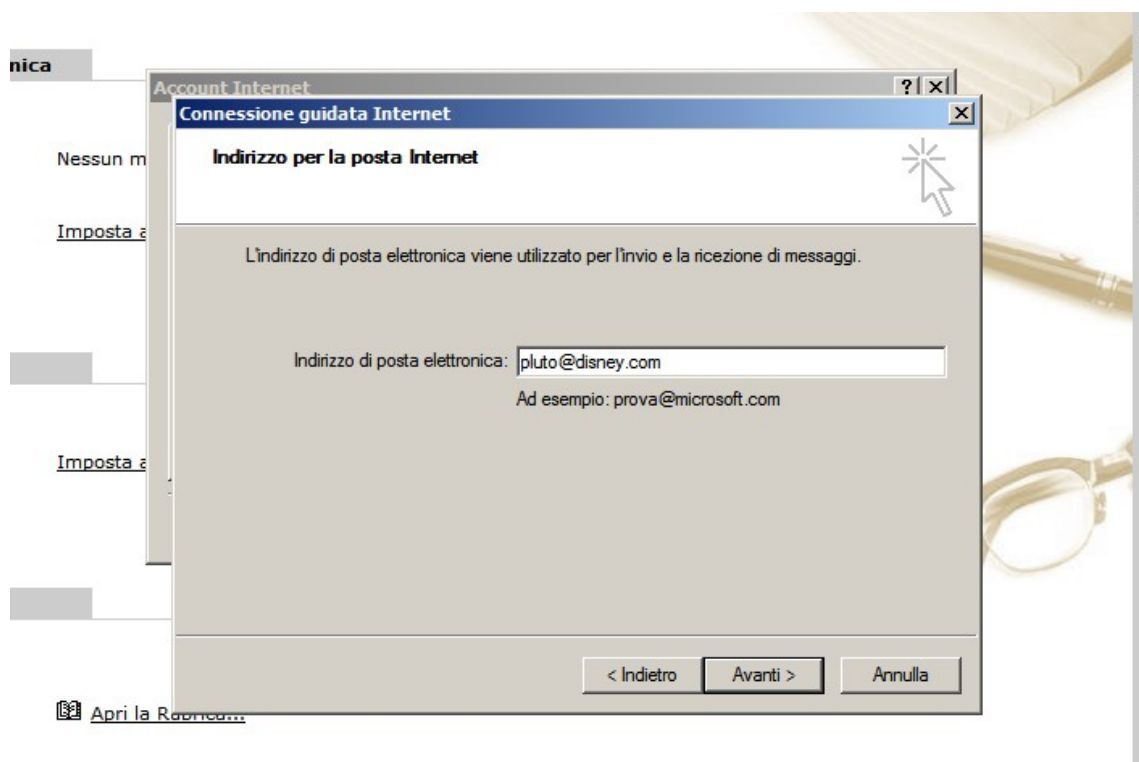 nica
Account Internet
Connessione guidata Internet
Indirizzo per la posta Internet
Nessun m
Imposta a
L'indirizzo di posta elettronica viene utilizzato per l'invio e la ricezione di messaggi.
Indirizzo di posta elettronica: pluto@disney.com
Ad esempio: prova@microsoft.com
Imposta a
< Indietro Avanti > Annulla
Apri la Rubrica...